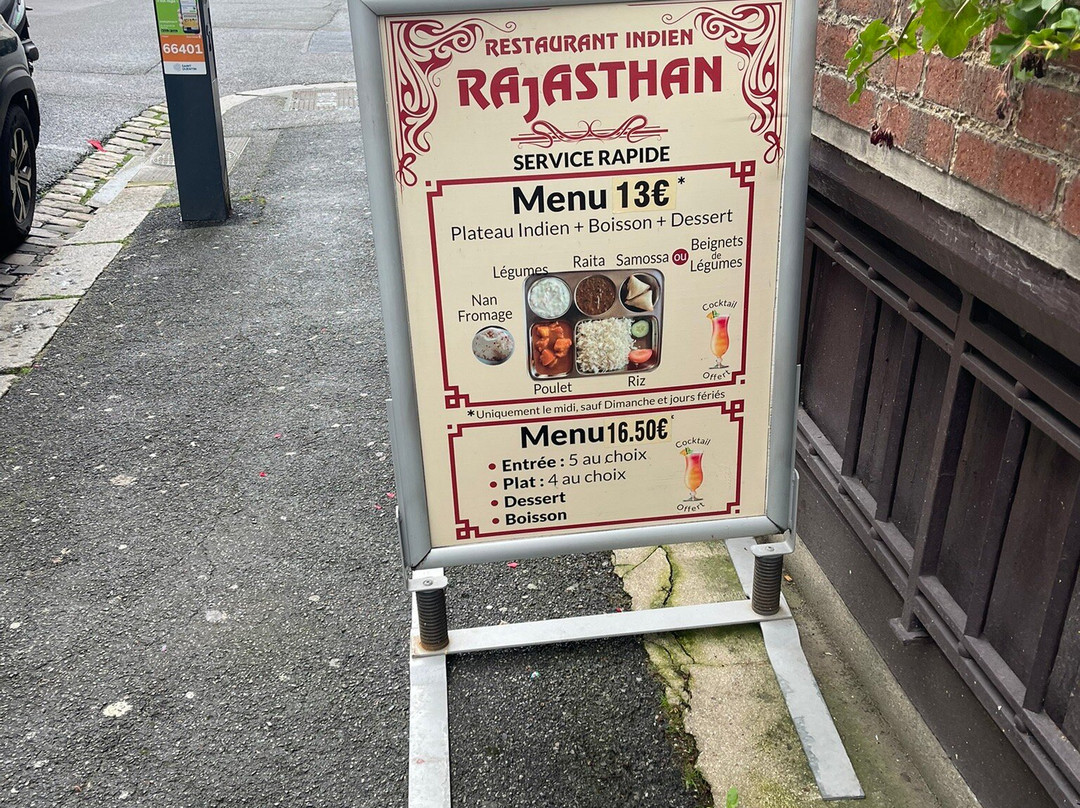 66401
SAINT QUENTIN
RESTAURANT INDIEN
RAJASTHAN
SERVICE RAPIDE
Menu 13€*
Plateau Indien + Boisson + Dessert
Légumes Raita Samossa ou Beignets de Légumes
Nan Fromage
Cocktail Offert
Poulet Riz
*Uniquement le midi, sauf Dimanche et jours fériés
Menu 16.50€
• Entrée : 5 au choix
• Plat : 4 au choix
• Dessert
• Boisson
Cocktail Offert